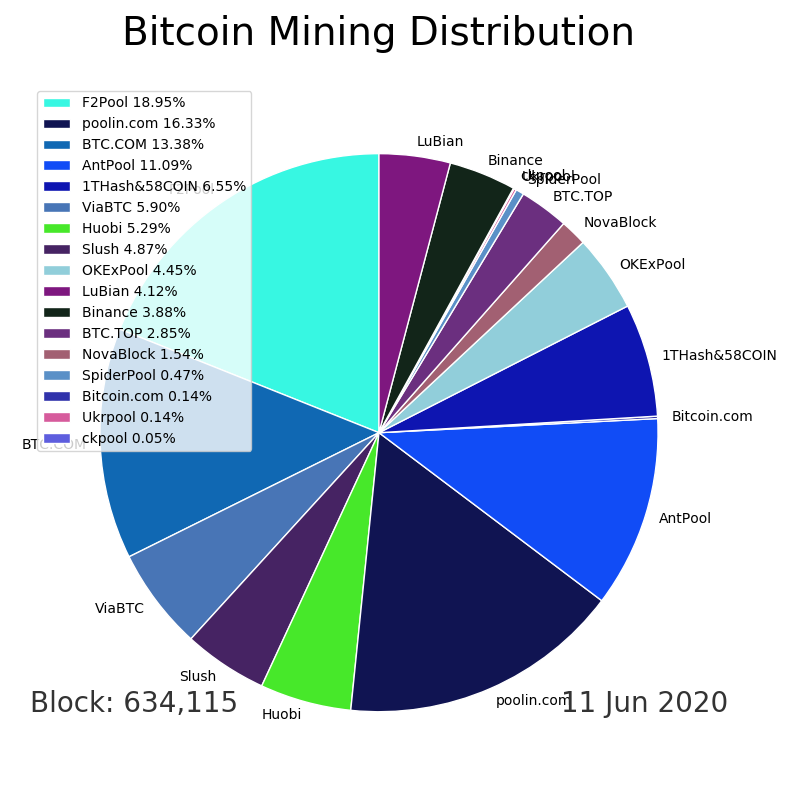 Bitcoin Mining Distribution
F2Pool 18.95%
poolin.com 16.33%
BTC.COM 13.38%
AntPool 11.09%
1THash&58COIN 6.55%
ViaBTC 5.90%
Huobi 5.29%
Slush 4.87%
OKExPool 4.45%
LuBian 4.12%
Binance 3.88%
BTC.TOP 2.85%
NovaBlock 1.54%
SpiderPool 0.47%
Bitcoin.com 0.14%
Ukrpool 0.14%
ckpool 0.05%
LuBian
Binance
ckpool
SpiderPool
BTC.TOP
NovaBlock
OKExPool
1THash&58COIN
Bitcoin.com
AntPool
poolin.com
Huobi
Slush
ViaBTC
BTC.COM
Block: 634,115
11 Jun 2020